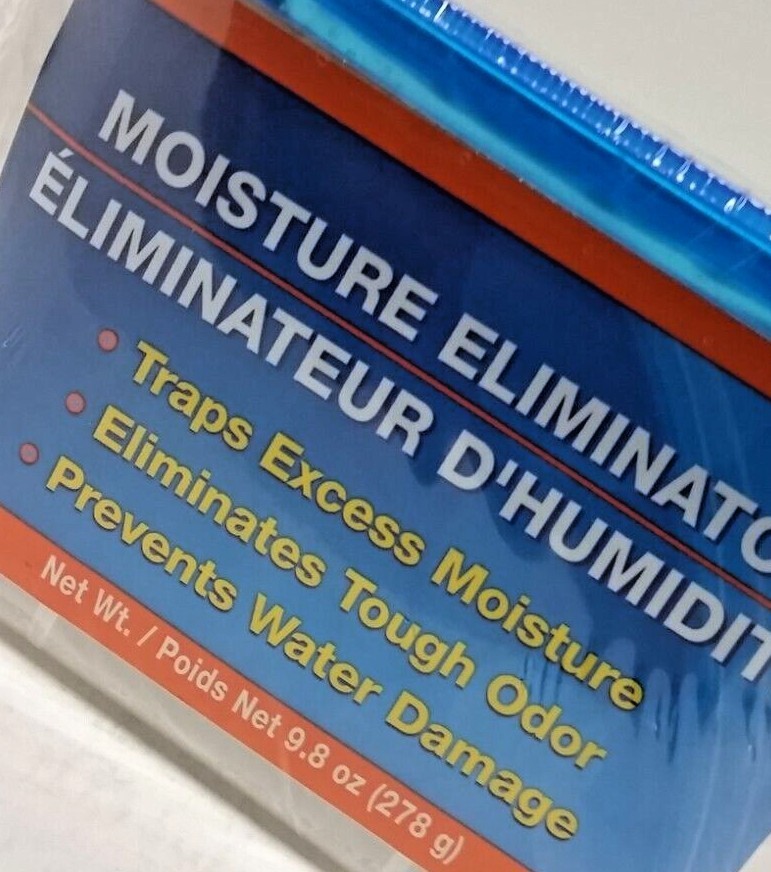 MOISTURE ELIMINATO
ÉLIMINATEUR D'HUMIDIT
• Traps Excess Moisture
• Eliminates Tough Odor
• Prevents Water Damage
Net Wt. / Poids Net 9.8 oz (278 g)